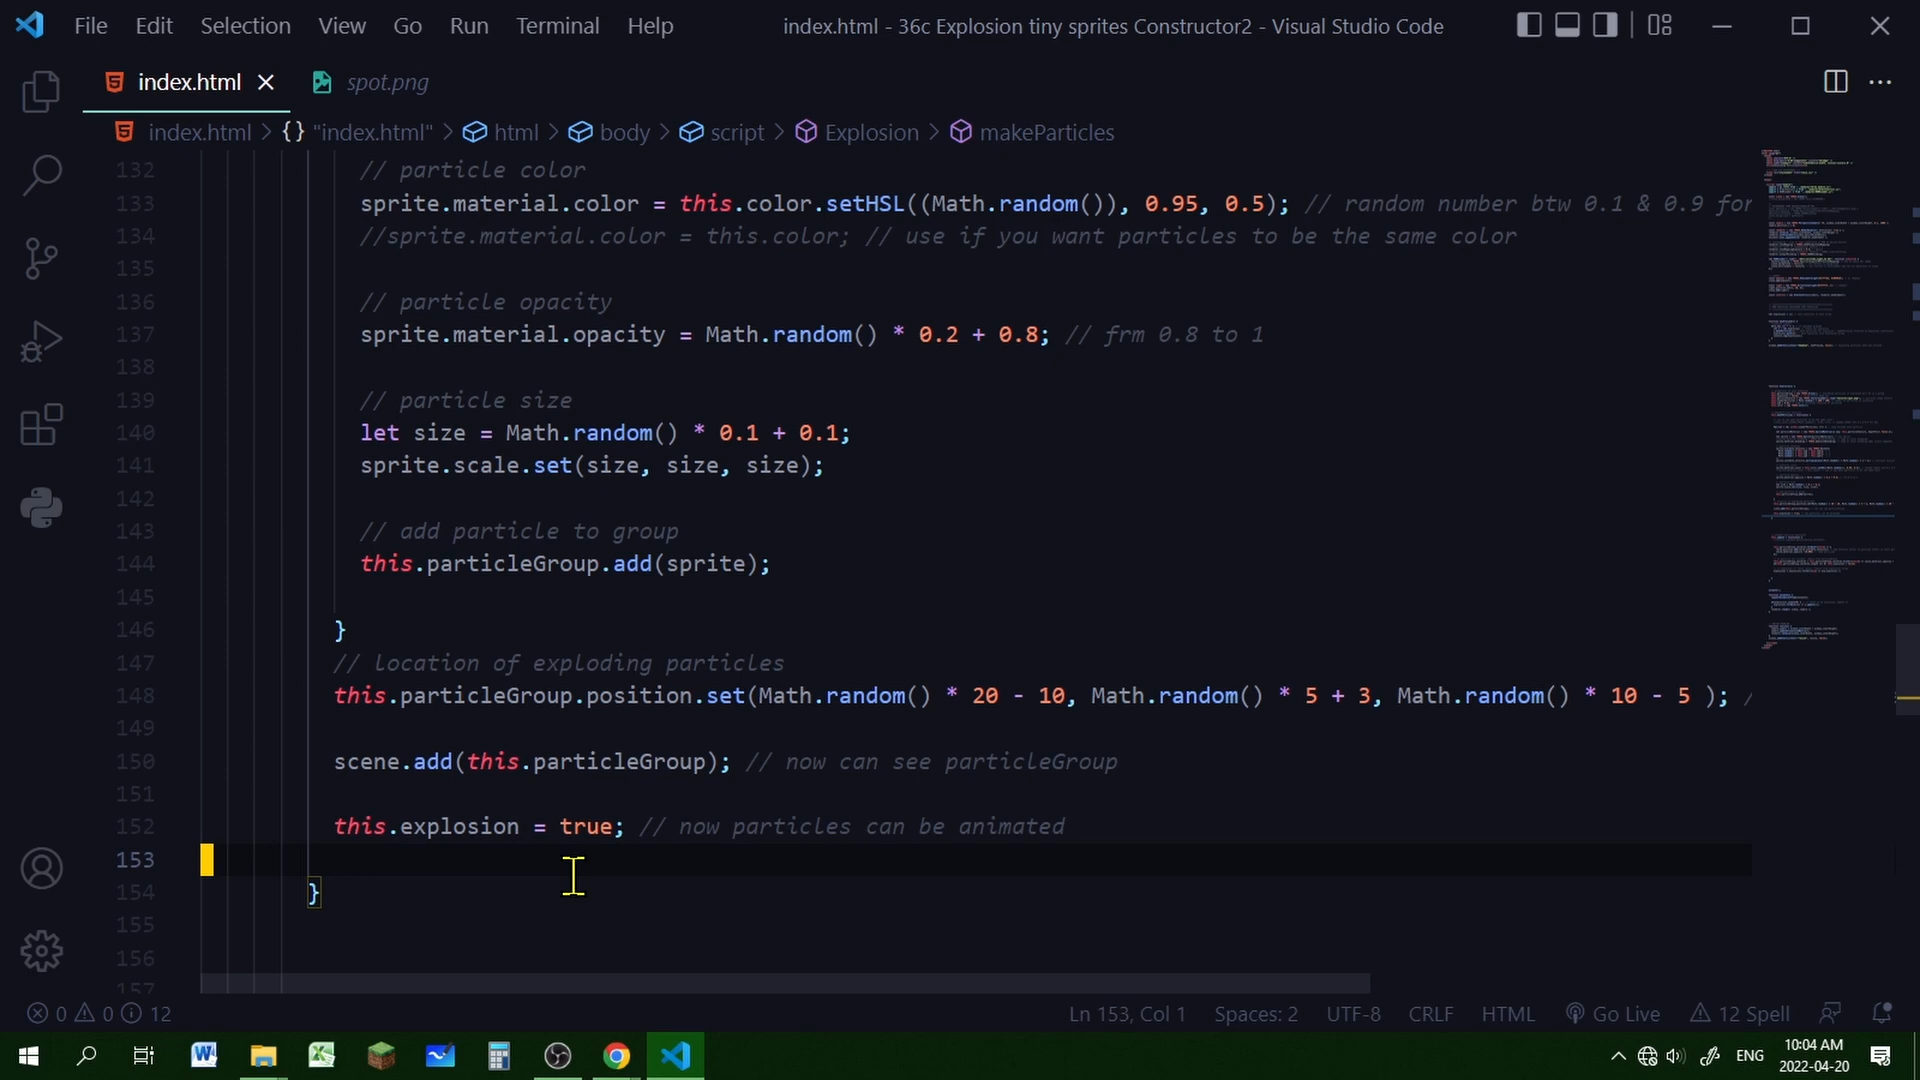 File Edit Selection View Go Run Terminal Help index.html - 36c Explosion tiny sprites Constructor2 - Visual Studio Code
index.html spot.png
index.html > {} "index.html" > html > body > script > Explosion > makeParticles
132 // particle color
133 sprite.material.color = this.color.setHSL((Math.random()), 0.95, 0.5); // random number btw 0.1 & 0.9 for
134 //sprite.material.color = this.color; // use if you want particles to be the same color
135
136 // particle opacity
137 sprite.material.opacity = Math.random() * 0.2 + 0.8; // frm 0.8 to 1
138
139 // particle size
140 let size = Math.random() * 0.1 + 0.1;
141 sprite.scale.set(size, size, size);
142
143 // add particle to group
144 this.particleGroup.add(sprite);
145
146 }
147 // location of exploding particles
148 this.particleGroup.position.set(Math.random() * 20 - 10, Math.random() * 5 + 3, Math.random() * 10 - 5 ); /
149
150 scene.add(this.particleGroup); // now can see particleGroup
151
152 this.explosion = true; // now particles can be animated
153
154 }
155
156
157
0 0 12 Ln 153, Col 1 Spaces: 2 UTF-8 CRLF HTML Go Live 12 Spell
ENG 10:04 AM
2022-04-20